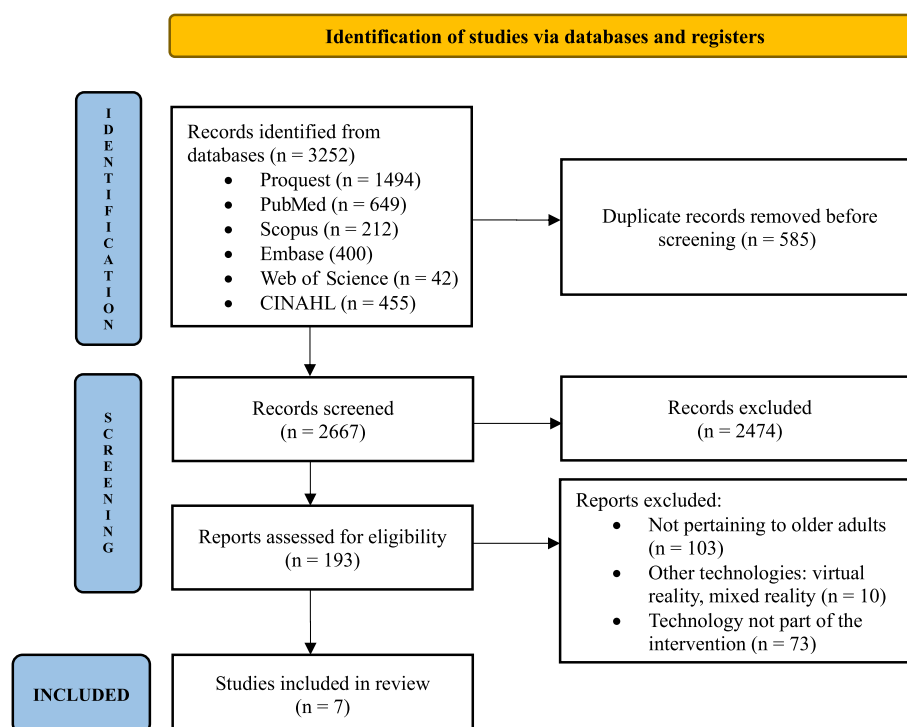 Identification of studies via databases and registers
IDENTIFICATION
Records identified from
databases (n = 3252)
• Proquest (n = 1494)
• PubMed (n = 649)
• Scopus (n = 212)
• Embase (400)
• Web of Science (n = 42)
• CINAHL (n = 455)
Duplicate records removed before
screening (n = 585)
SCREENING
Records screened
(n = 2667)
Records excluded
(n = 2474)
Reports assessed for eligibility
(n = 193)
Reports excluded:
• Not pertaining to older adults
(n = 103)
• Other technologies: virtual
reality, mixed reality (n = 10)
• Technology not part of the
intervention (n = 73)
INCLUDED
Studies included in review
(n = 7)